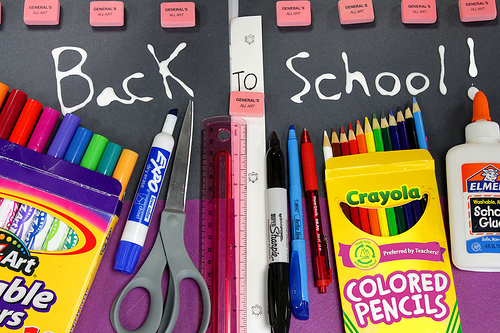 GENERAL'S
ALL ART
GENERAL'S
ALL ART
GENERAL'S
ALL ART
GENERAL'S
ALL ART
GENERAL'S
ALL ART
GENERAL'S
ALL ART
GENERAL'S
ALL ART
Back TO School!!
GENERAL'S
ALL ART
EXPO
Sharpie
Crayola
Preferred by Teachers!
COLORED
PENCILS
Art
ble
rs
ELME
Washable
Scho
Glu